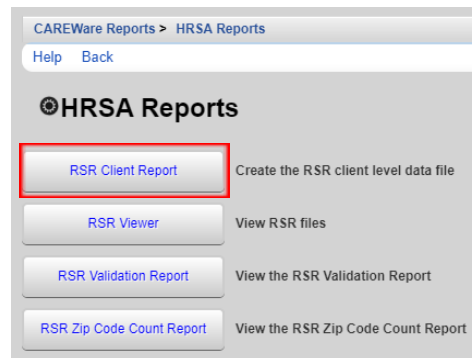 CAREWare Reports > HRSA Reports
Help Back
HRSA Reports
RSR Client Report Create the RSR client level data file
RSR Viewer View RSR files
RSR Validation Report View the RSR Validation Report
RSR Zip Code Count Report View the RSR Zip Code Count Report